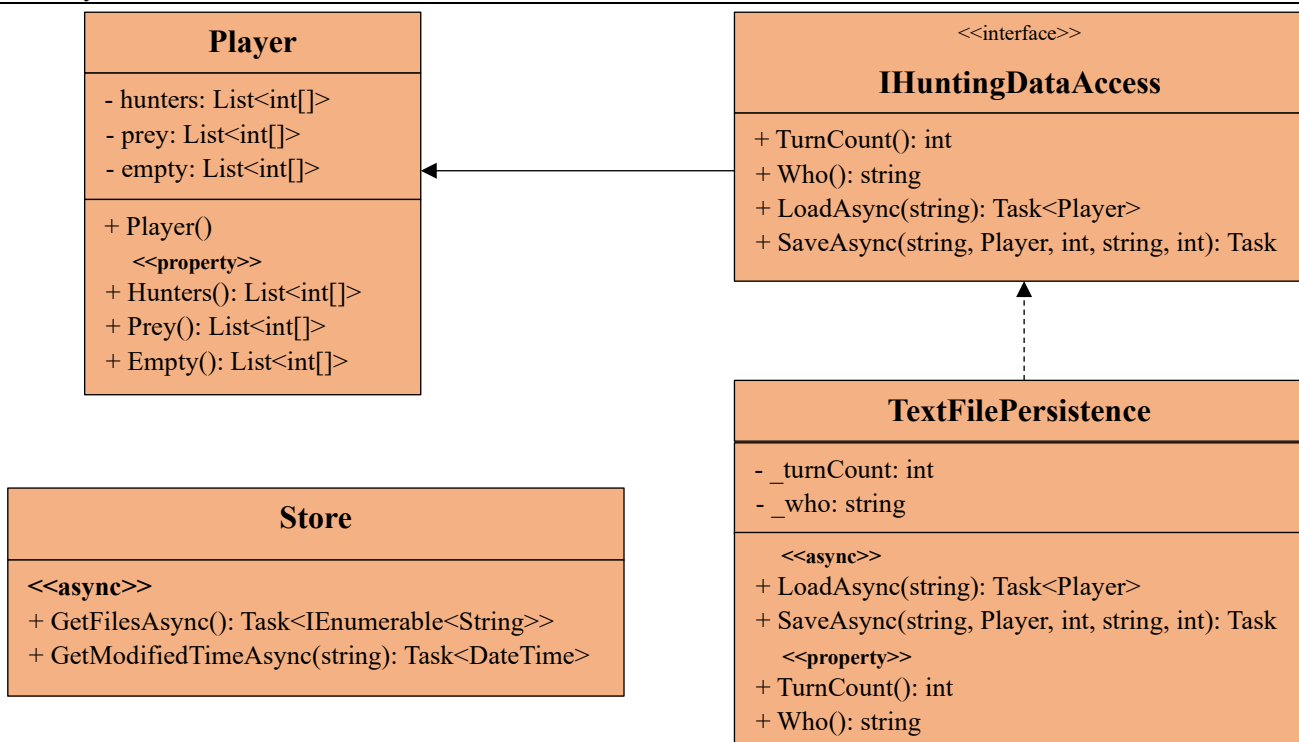 Player
- hunters: List<int[]>
- prey: List<int[]>
- empty: List<int[]>
+ Player()
<<property>>
+ Hunters(): List<int[]>
+ Prey(): List<int[]>
+ Empty(): List<int[]>
<<interface>>
IHuntingDataAccess
+ TurnCount(): int
+ Who(): string
+ LoadAsync(string): Task<Player>
+ SaveAsync(string, Player, int, string, int): Task
Store
<<async>>
+ GetFilesAsync(): Task<IEnumerable<String>>
+ GetModifiedTimeAsync(string): Task<DateTime>
TextFilePersistence
- _turnCount: int
- _who: string
<<async>>
+ LoadAsync(string): Task<Player>
+ SaveAsync(string, Player, int, string, int): Task
<<property>>
+ TurnCount(): int
+ Who(): string